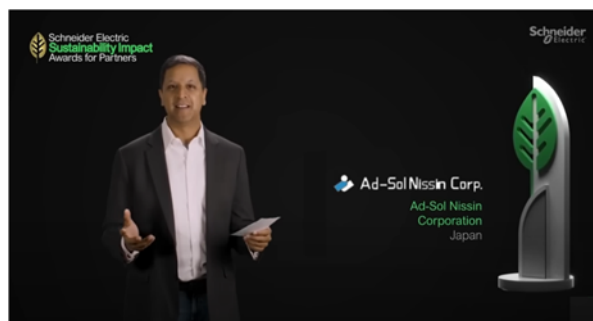 Schneider Electric
Sustainability Impact
Awards for Partners
Schneider
Electric
Ad-Sol Nissin Corp.
Ad-Sol Nissin
Corporation
Japan